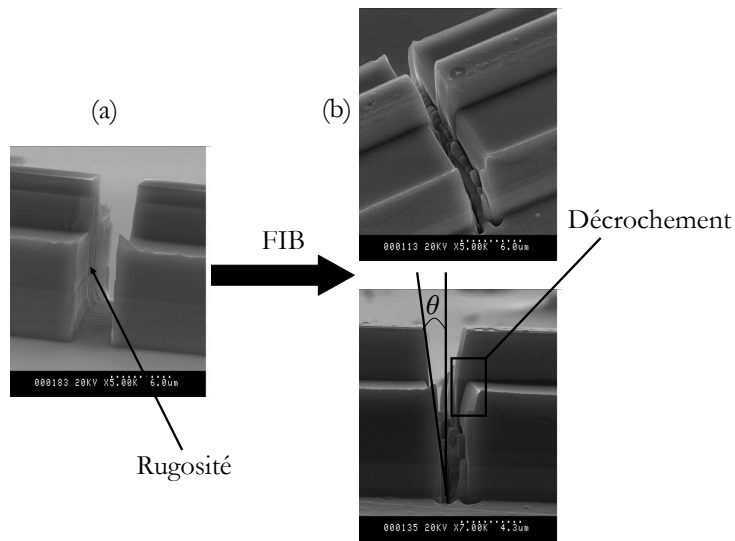 (a)
(b)
000113 20KV X5.00K 6.0um
Décrochement
FIB
θ
000183 20KV X5.00K 6.0um
Rugosité
000135 20KV X7.00K 4.3um